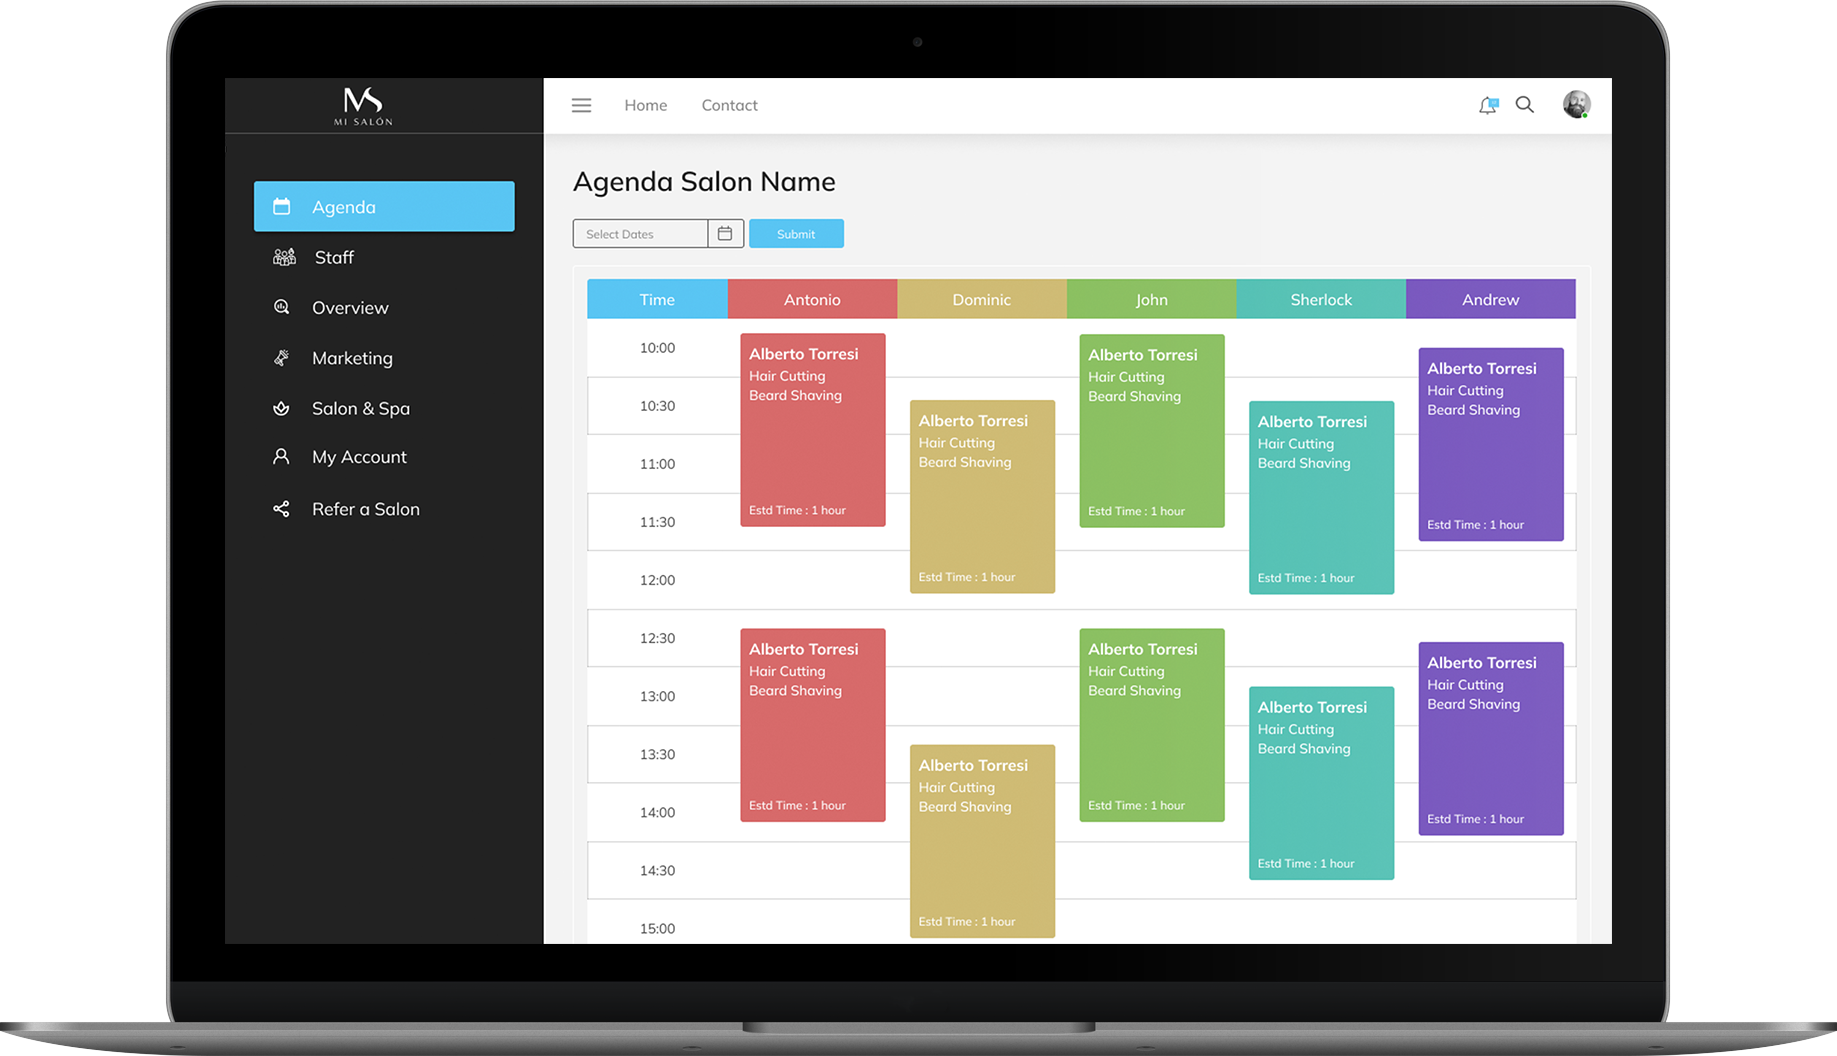 MS
MI SALÓN
Home
Contact
Agenda
Staff
Overview
Marketing
Salon & Spa
My Account
Refer a Salon
Agenda Salon Name
Select Dates
Submit
Time
Antonio
Dominic
John
Sherlock
Andrew
10:00
10:30
11:00
11:30
12:00
12:30
13:00
13:30
14:00
14:30
15:00
Alberto Torresi
Hair Cutting
Beard Shaving
Estd Time : 1 hour
Alberto Torresi
Hair Cutting
Beard Shaving
Estd Time : 1 hour
Alberto Torresi
Hair Cutting
Beard Shaving
Estd Time : 1 hour
Alberto Torresi
Hair Cutting
Beard Shaving
Estd Time : 1 hour
Alberto Torresi
Hair Cutting
Beard Shaving
Estd Time : 1 hour
Alberto Torresi
Hair Cutting
Beard Shaving
Estd Time : 1 hour
Alberto Torresi
Hair Cutting
Beard Shaving
Estd Time : 1 hour
Alberto Torresi
Hair Cutting
Beard Shaving
Estd Time : 1 hour
Alberto Torresi
Hair Cutting
Beard Shaving
Estd Time : 1 hour
Alberto Torresi
Hair Cutting
Beard Shaving
Estd Time : 1 hour